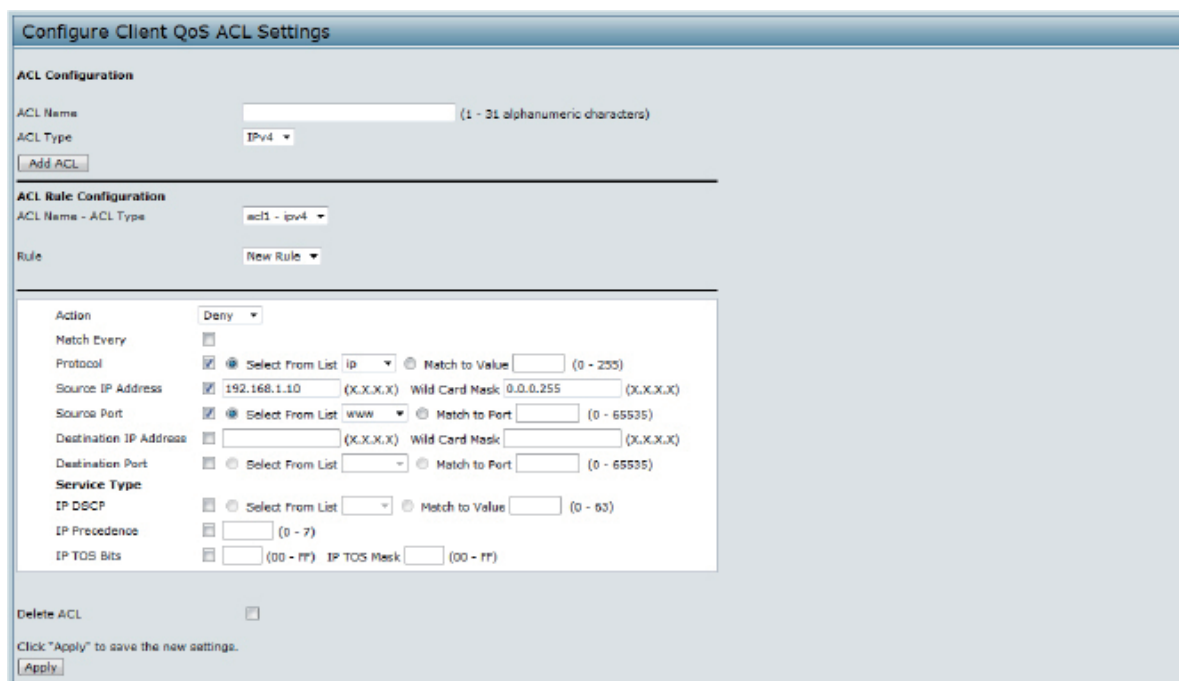 Configure Client QoS ACL Settings
ACL Configuration
ACL Name (1 - 31 alphanumeric characters)
ACL Type IPv4
Add ACL
ACL Rule Configuration
ACL Name - ACL Type acl1 - ipv4
Rule New Rule
Action Deny
Match Every
Protocol Select From List ip Match to Value (0 - 255)
Source IP Address 192.168.1.10 (X.X.X.X) Wild Card Mask 0.0.0.255 (X.X.X.X)
Source Port Select From List www Match to Port (0 - 65535)
Destination IP Address (X.X.X.X) Wild Card Mask (X.X.X.X)
Destination Port Select From List Match to Port (0 - 65535)
Service Type
IP DSCP Select From List Match to Value (0 - 63)
IP Precedence (0 - 7)
IP TOS Bits (00 - FF) IP TOS Mask (00 - FF)
Delete ACL
Click "Apply" to save the new settings.
Apply